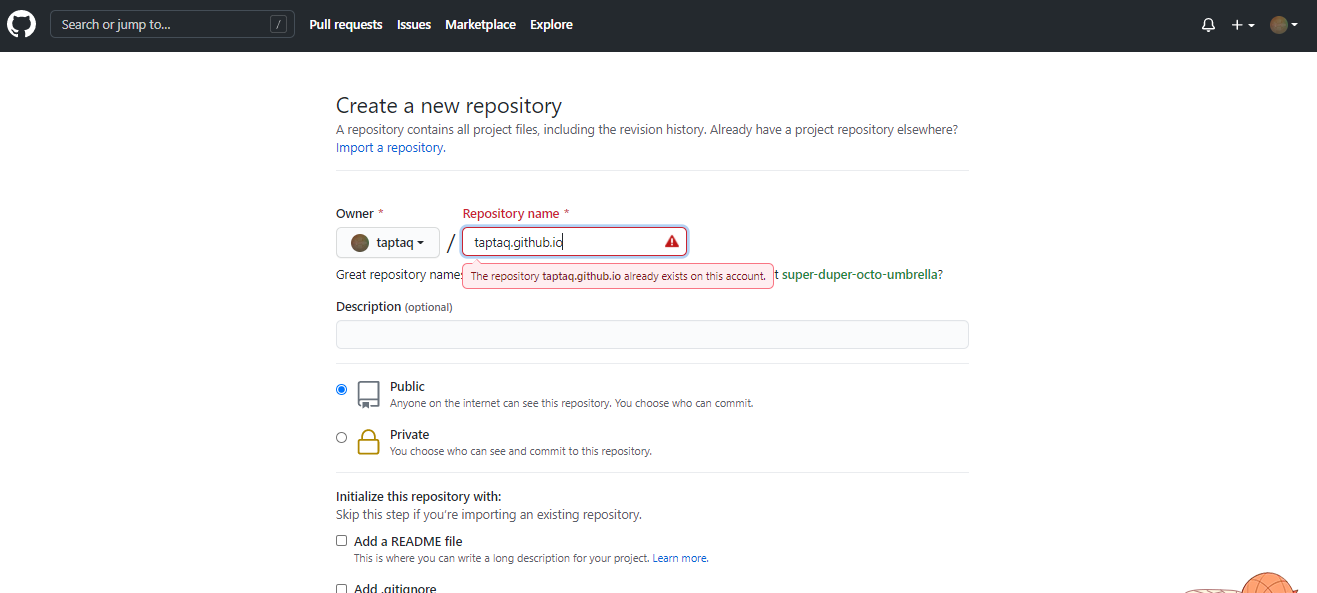 Search or jump to... /
Pull requests Issues Marketplace Explore
Create a new repository
A repository contains all project files, including the revision history. Already have a project repository elsewhere?
Import a repository.
Owner * Repository name *
taptaq / taptaq.github.io
Great repository names t super-duper-octo-umbrella?
The repository taptaq.github.io already exists on this account.
Description (optional)
Public
Anyone on the internet can see this repository. You choose who can commit.
Private
You choose who can see and commit to this repository.
Initialize this repository with:
Skip this step if you're importing an existing repository.
Add a README file
This is where you can write a long description for your project. Learn more.
Add .gitignore